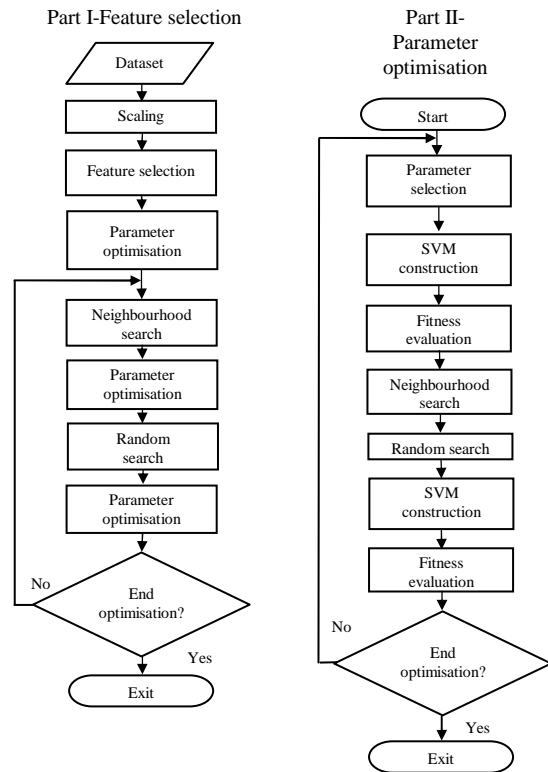 Part I-Feature selection
Dataset
Scaling
Feature selection
Parameter
optimisation
Neighbourhood
search
Parameter
optimisation
Random
search
Parameter
optimisation
No
End
optimisation?
Yes
Exit
Part II-
Parameter
optimisation
Start
Parameter
selection
SVM
construction
Fitness
evaluation
Neighbourhood
search
Random search
SVM
construction
Fitness
evaluation
No
End
optimisation?
Yes
Exit